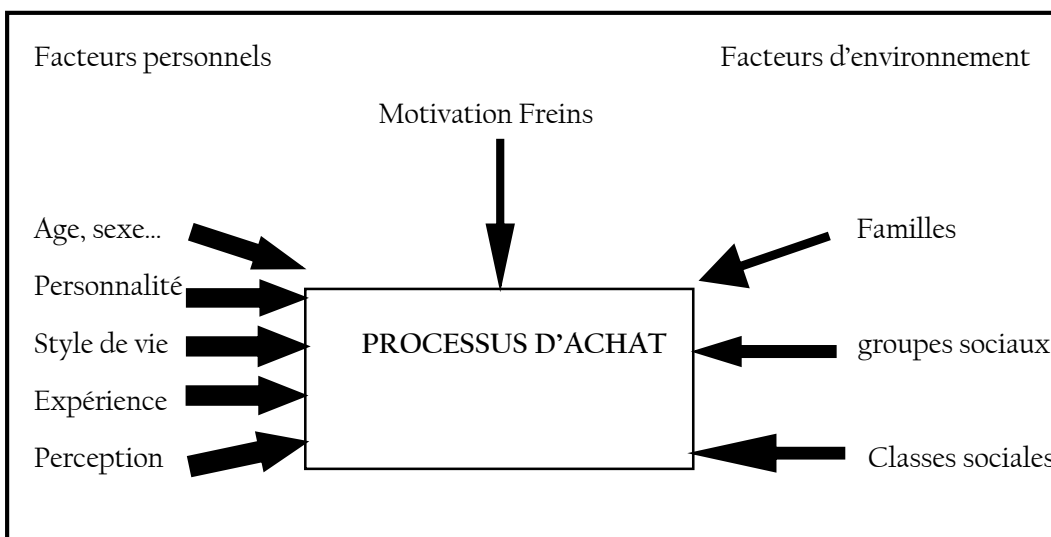 Facteurs personnels
Facteurs d'environnement
Motivation Freins
Age, sexe...
Familles
Personnalité
Style de vie
PROCESSUS D'ACHAT
groupes sociaux
Expérience
Perception
Classes sociales